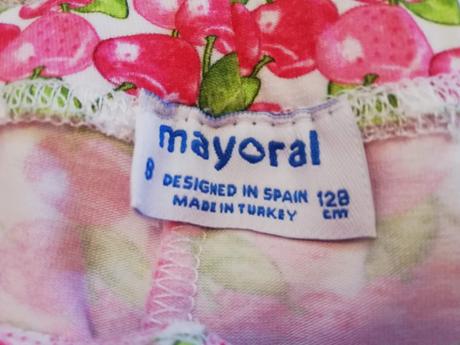 mayoral
8 DESIGNED IN SPAIN 128
MADE IN TURKEY cm